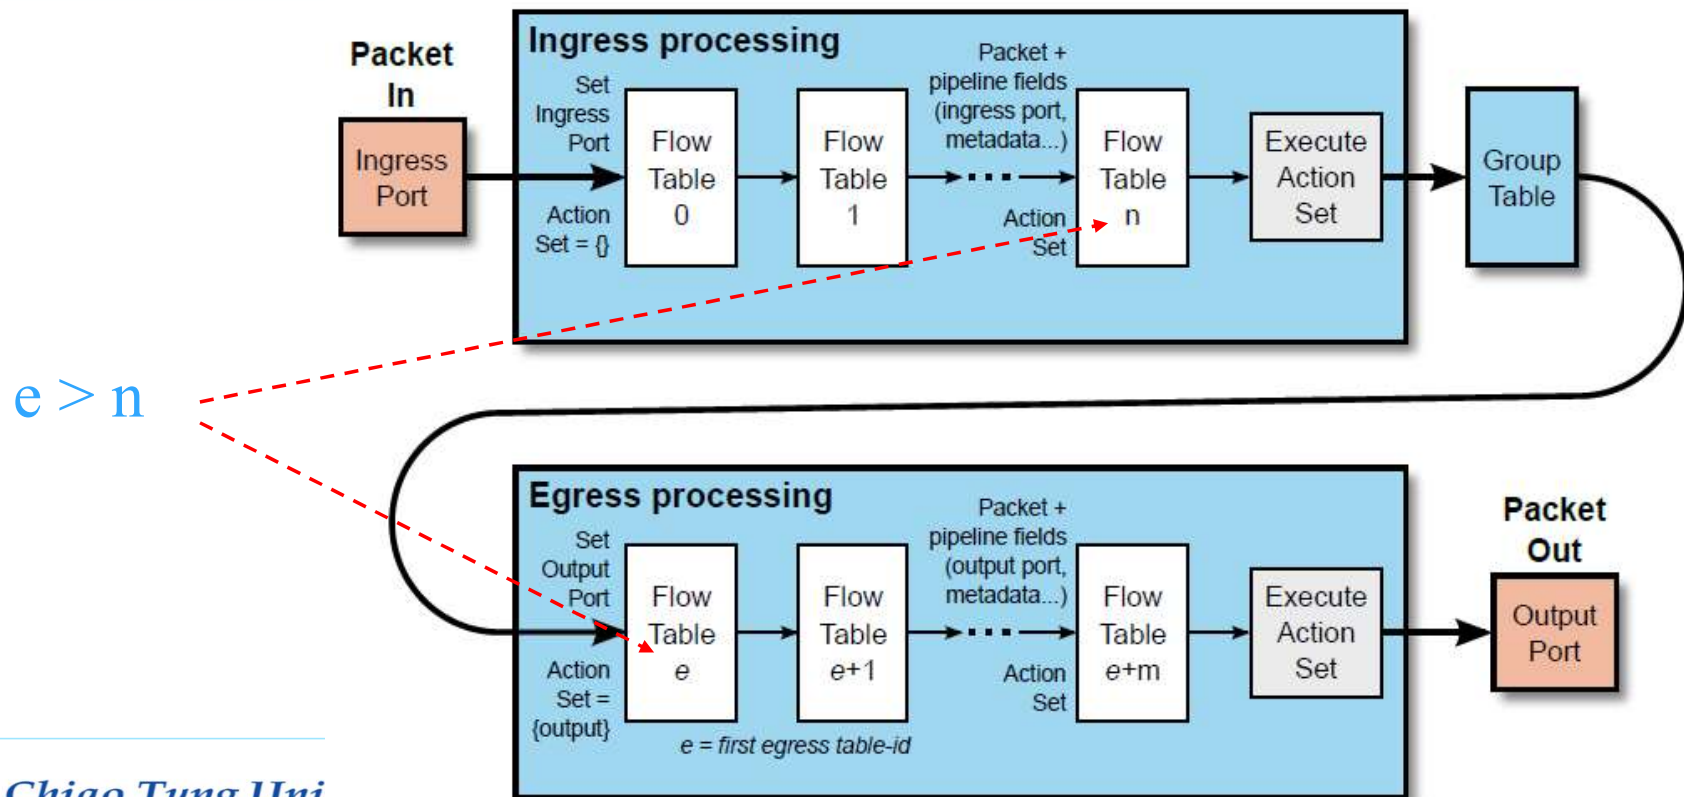 Packet
In
Ingress
Port
Ingress processing
Set
Ingress
Port
Action
Set = {}
Flow
Table
0
Flow
Table
1
Packet +
pipeline fields
(ingress port,
metadata...)
Action
Set
Flow
Table
n
Execute
Action
Set
Group
Table
e > n
Egress processing
Set
Output
Port
Action
Set =
{output}
Flow
Table
e
Flow
Table
e+1
e = first egress table-id
Packet +
pipeline fields
(output port,
metadata...)
Action
Set
Flow
Table
e+m
Execute
Action
Set
Packet
Out
Output
Port
Chiao Tung Uni